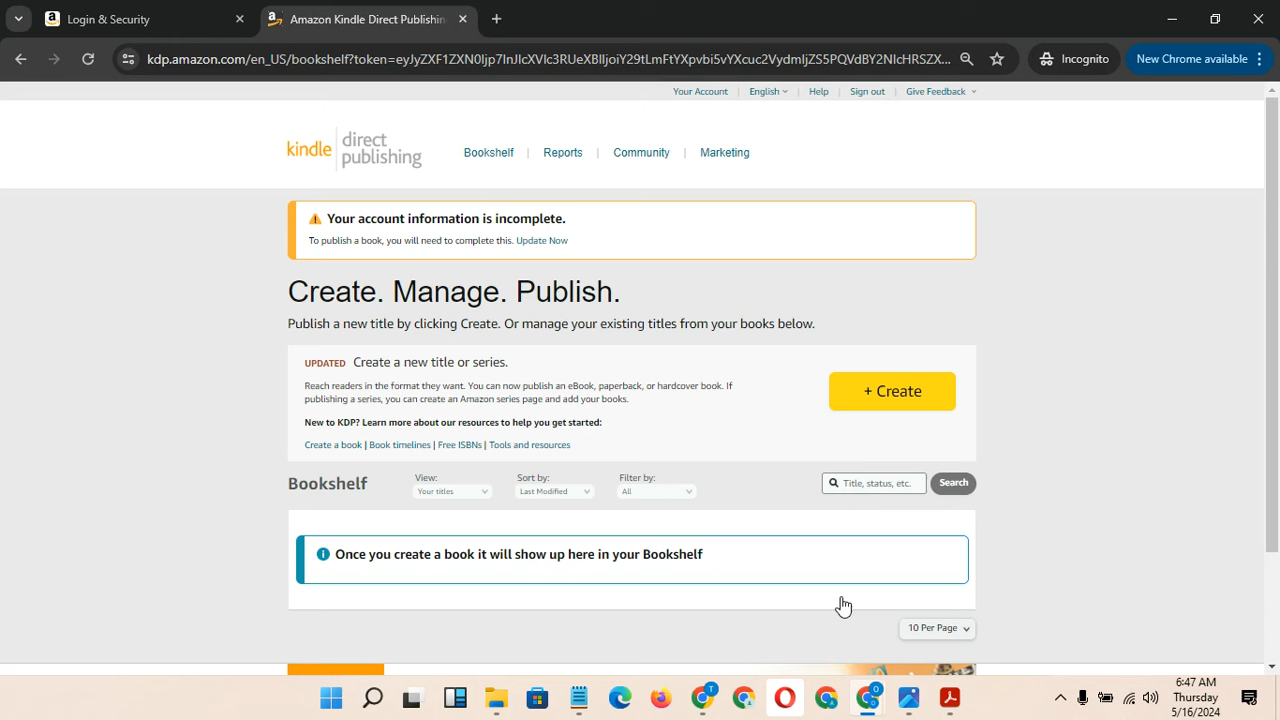 Login & Security
Amazon Kindle Direct Publishin
kdp.amazon.com/en_US/bookshelf?token=
Incognito
New Chrome available
Your Account
English
Help
Sign out
Give Feedback
kindle direct publishing
Bookshelf
Reports
Community
Marketing
Your account information is incomplete.
To publish a book, you will need to complete this. Update Now
Create. Manage. Publish.
Publish a new title by clicking Create. Or manage your existing titles from your books below.
UPDATED Create a new title or series.
Reach readers in the format they want. You can now publish an eBook, paperback, or hardcover book. If
publishing a series, you can create an Amazon series page and add your books.
+ Create
New to KDP? Learn more about our resources to help you get started:
Create a book | Book timelines | Free ISBNs | Tools and resources
Bookshelf
View:
Your titles
Sort by:
Last Modified
Filter by:
All
Title, status, etc.
Search
Once you create a book it will show up here in your Bookshelf
10 Per Page
6:47 AM
Thursday
5/16/2024